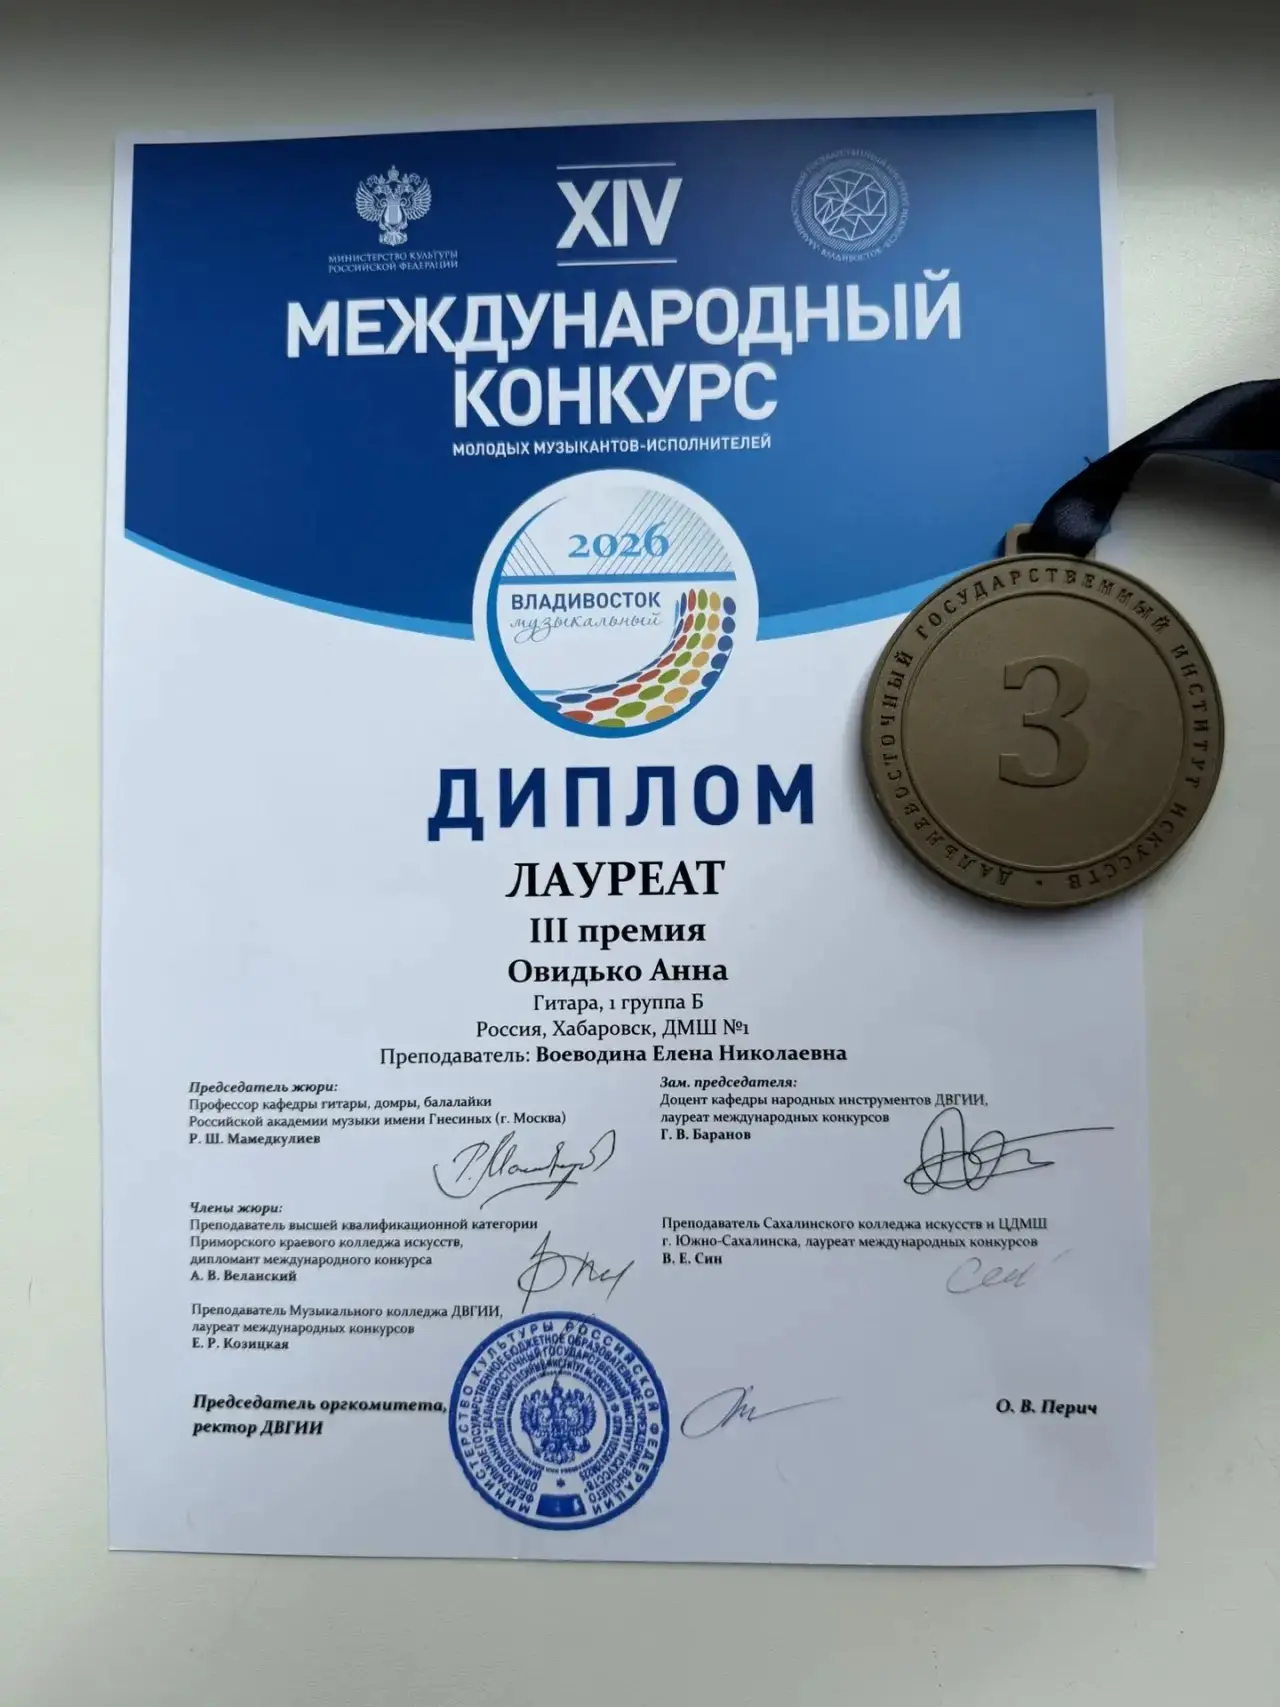 МИНИСТЕРСТВО КУЛЬТУРЫ
РОССИЙСКОЙ ФЕДЕРАЦИИ
XIV
МЕЖДУНАРОДНЫЙ
КОНКУРС
МОЛОДЫХ МУЗЫКАНТОВ-ИСПОЛНИТЕЛЕЙ
2026
ВЛАДИВОСТОК
музыкальный
ДИПЛОМ
ЛАУРЕАТ
III премия
Овидько Анна
Гитара, 1 группа Б
Россия, Хабаровск, ДМШ №1
Преподаватель: Воеводина Елена Николаевна
Председатель жюри:
Профессор кафедры гитары, домры, балалайки
Российской академии музыки имени Гнесиных (г. Москва)
Р. Ш. Мамедкулиев
Зам. председателя:
Доцент кафедры народных инструментов ДВГИИ,
лауреат международных конкурсов
Г. В. Баранов
Члены жюри:
Преподаватель высшей квалификационной категории
Приморского краевого колледжа искусств,
дипломант международного конкурса
А. В. Веланский
Преподаватель Сахалинского колледжа искусств и ЦДМШ
г. Южно-Сахалинска, лауреат международных конкурсов
В. Е. Син
Преподаватель Музыкального колледжа ДВГИИ,
лауреат международных конкурсов
Е. Р. Козицкая
Председатель оргкомитета,
ректор ДВГИИ
О. В. Перич
МИНИСТЕРСТВО КУЛЬТУРЫ РОССИЙСКОЙ ФЕДЕРАЦИИ
ДАЛЬНЕВОСТОЧНЫЙ ГОСУДАРСТВЕННЫЙ ИНСТИТУТ ИСКУССТВ
3